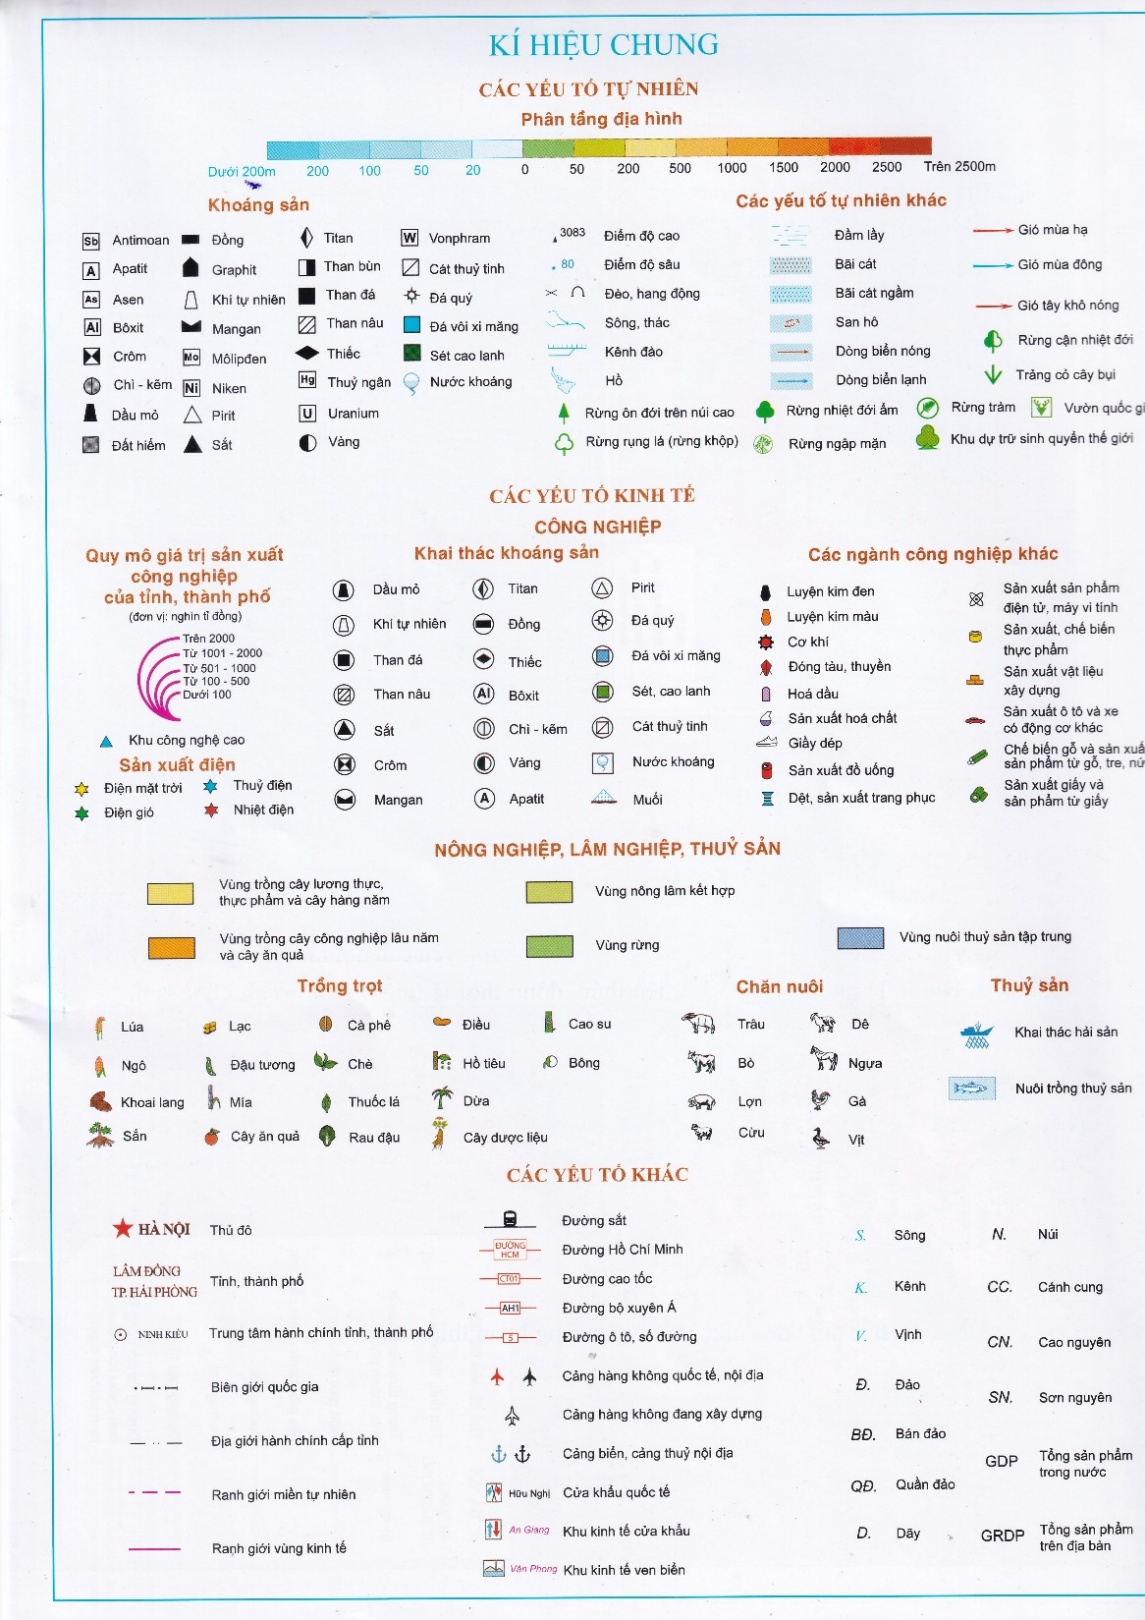 KÍ HIỆU CHUNG
CÁC YẾU TỐ TỰ NHIÊN
Phân tầng địa hình
Dưới 200m 200 100 50 20 0 50 200 500 1000 1500 2000 2500 Trên 2500m
Khoáng sản
Sb Antimoan
A Apatit
As Asen
Al Bôxit
Crôm
Chì - kẽm
Dầu mỏ
Đất hiếm
Đồng
Graphit
Khí tự nhiên
Mangan
Mo Môlipđen
Ni Niken
Pirit
Sắt
Titan
Than bùn
Than đá
Than nâu
Thiếc
Hg Thuỷ ngân
U Uranium
Vàng
W Vonphram
Cát thuỷ tinh
Đá quý
Đá vôi xi măng
Sét cao lanh
Nước khoáng
Các yếu tố tự nhiên khác
3083 Điểm độ cao
80 Điểm độ sâu
Đèo, hang động
Sông, thác
Kênh đào
Hồ
Rừng ôn đới trên núi cao
Rừng rụng lá (rừng khộp)
Đầm lầy
Bãi cát
Bãi cát ngầm
San hô
Dòng biển nóng
Dòng biển lạnh
Rừng nhiệt đới ẩm
Rừng ngập mặn
Gió mùa hạ
Gió mùa đông
Gió tây khô nóng
Rừng cận nhiệt đới
Trảng cỏ cây bụi
Rừng tràm
Vườn quốc gi
Khu dự trữ sinh quyển thế giới
CÁC YẾU TỐ KINH TẾ
CÔNG NGHIỆP
Quy mô giá trị sản xuất
công nghiệp
của tỉnh, thành phố
(đơn vị: nghìn tỉ đồng)
Trên 2000
Từ 1001 - 2000
Từ 501 - 1000
Từ 100 - 500
Dưới 100
Khu công nghệ cao
Sản xuất điện
Điện mặt trời
Thuỷ điện
Điện gió
Nhiệt điện
Khai thác khoáng sản
Dầu mỏ
Khí tự nhiên
Than đá
Than nâu
Sắt
Crôm
Mangan
Titan
Đồng
Thiếc
Al Bôxit
Chì - kẽm
Vàng
A Apatit
Pirit
Đá quý
Đá vôi xi măng
Sét, cao lanh
Cát thuỷ tinh
Nước khoáng
Muối
Các ngành công nghiệp khác
Luyện kim đen
Luyện kim màu
Cơ khí
Đóng tàu, thuyền
Hoá dầu
Sản xuất hoá chất
Giầy dép
Sản xuất đồ uống
Dệt, sản xuất trang phục
Sản xuất sản phẩm
điện tử, máy vi tính
Sản xuất, chế biến
thực phẩm
Sản xuất vật liệu
xây dựng
Sản xuất ô tô và xe
có động cơ khác
Chế biến gỗ và sản xuấ
sản phẩm từ gỗ, tre, nứ
Sản xuất giấy và
sản phẩm từ giấy
NÔNG NGHIỆP, LÂM NGHIỆP, THUỶ SẢN
Vùng trồng cây lương thực,
thực phẩm và cây hàng năm
Vùng trồng cây công nghiệp lâu năm
và cây ăn quả
Vùng nông lâm kết hợp
Vùng rừng
Vùng nuôi thuỷ sản tập trung
Trồng trọt
Lúa
Ngô
Khoai lang
Sắn
Lạc
Đậu tương
Mía
Cây ăn quả
Cà phê
Chè
Thuốc lá
Rau đậu
Điều
Hồ tiêu
Dừa
Cây dược liệu
Cao su
Bông
Chăn nuôi
Trâu
Bò
Lợn
Cừu
Dê
Ngựa
Gà
Vịt
Thuỷ sản
Khai thác hải sản
Nuôi trồng thuỷ sản
CÁC YẾU TỐ KHÁC
HÀ NỘI Thủ đô
LÂM ĐỒNG
TP. HẢI PHÒNG
Tỉnh, thành phố
NINH KIỀU Trung tâm hành chính tỉnh, thành phố
Biên giới quốc gia
Địa giới hành chính cấp tỉnh
Ranh giới miền tự nhiên
Ranh giới vùng kinh tế
Đường sắt
ĐƯỜNG HCM Đường Hồ Chí Minh
CT01 Đường cao tốc
AH1 Đường bộ xuyên Á
5 Đường ô tô, số đường
Cảng hàng không quốc tế, nội địa
Cảng hàng không đang xây dựng
Cảng biển, cảng thuỷ nội địa
Hữu Nghị Cửa khẩu quốc tế
An Giang Khu kinh tế cửa khẩu
Vân Phong Khu kinh tế ven biển
S. Sông
K. Kênh
V. Vịnh
Đ. Đảo
BĐ. Bán đảo
QĐ. Quần đảo
D. Dãy
N. Núi
CC. Cánh cung
CN. Cao nguyên
SN. Sơn nguyên
GDP Tổng sản phẩm
trong nước
GRDP Tổng sản phẩm
trên địa bàn